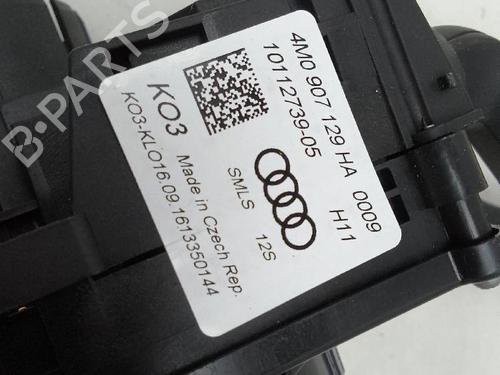 4M0 907 129 HA 0009
10112739-05 H11
SMLS 12S
KO3 Made in Czech Rep.
KO3-KLO16.09.1613350144
B-PARTS